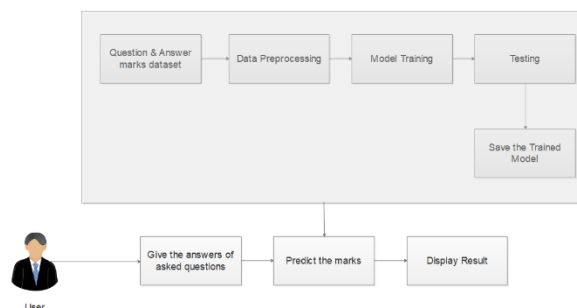 Question & Answer
marks dataset
Data Preprocessing
Model Training
Testing
Save the Trained
Model
Give the answers of
asked questions
Predict the marks
Display Result
User